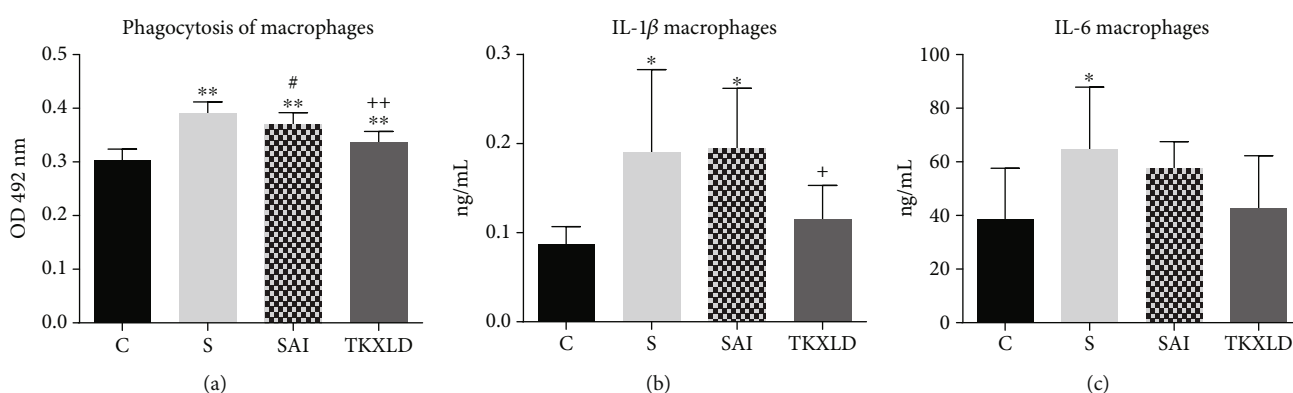 Phagocytosis of macrophages
OD 492 nm
0.5
0.4
0.3
0.2
0.1
0.0
**
#
**
++
**
C S SAI TKXLD
(a)
IL-1β macrophages
ng/mL
0.3
0.2
0.1
0.0
*
*
+
C S SAI TKXLD
(b)
IL-6 macrophages
ng/mL
100
80
60
40
20
0
*
C S SAI TKXLD
(c)